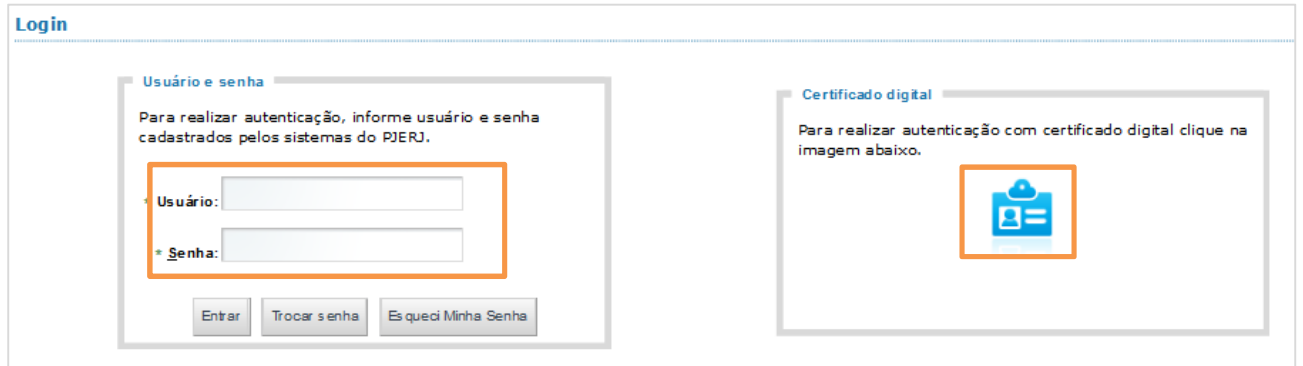 Login
Usuário e senha
Para realizar autenticação, informe usuário e senha
cadastrados pelos sistemas do PJERJ.
* Usuário:
* Senha:
Entrar
Trocar senha
Esqueci Minha Senha
Certificado digital
Para realizar autenticação com certificado digital clique na
imagem abaixo.